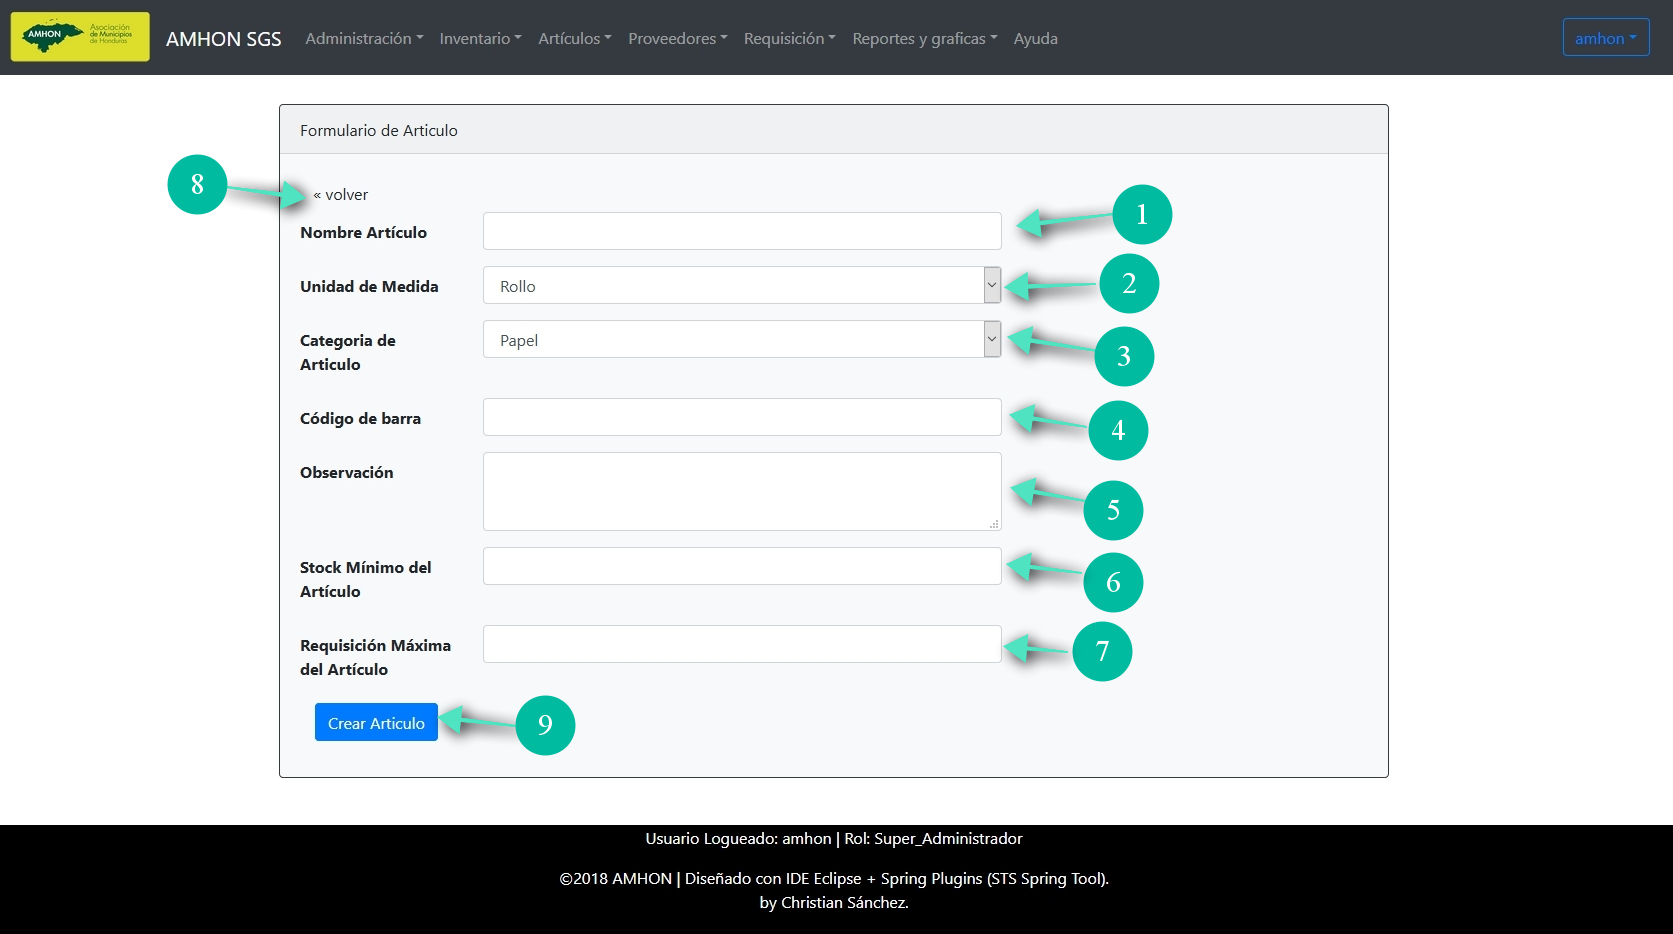 AMHON
Asociación
de Municipios
de Honduras
AMHON SGS Administración Inventario Artículos Proveedores Requisición Reportes y graficas Ayuda amhon
Formulario de Articulo
8
« volver
Nombre Artículo
1
Unidad de Medida Rollo
2
Categoria de
Articulo
Papel
3
Código de barra
4
Observación
5
Stock Mínimo del
Artículo
6
Requisición Máxima
del Artículo
7
Crear Articulo
9
Usuario Logueado: amhon | Rol: Super_Administrador
©2018 AMHON | Diseñado con IDE Eclipse + Spring Plugins (STS Spring Tool).
by Christian Sánchez.